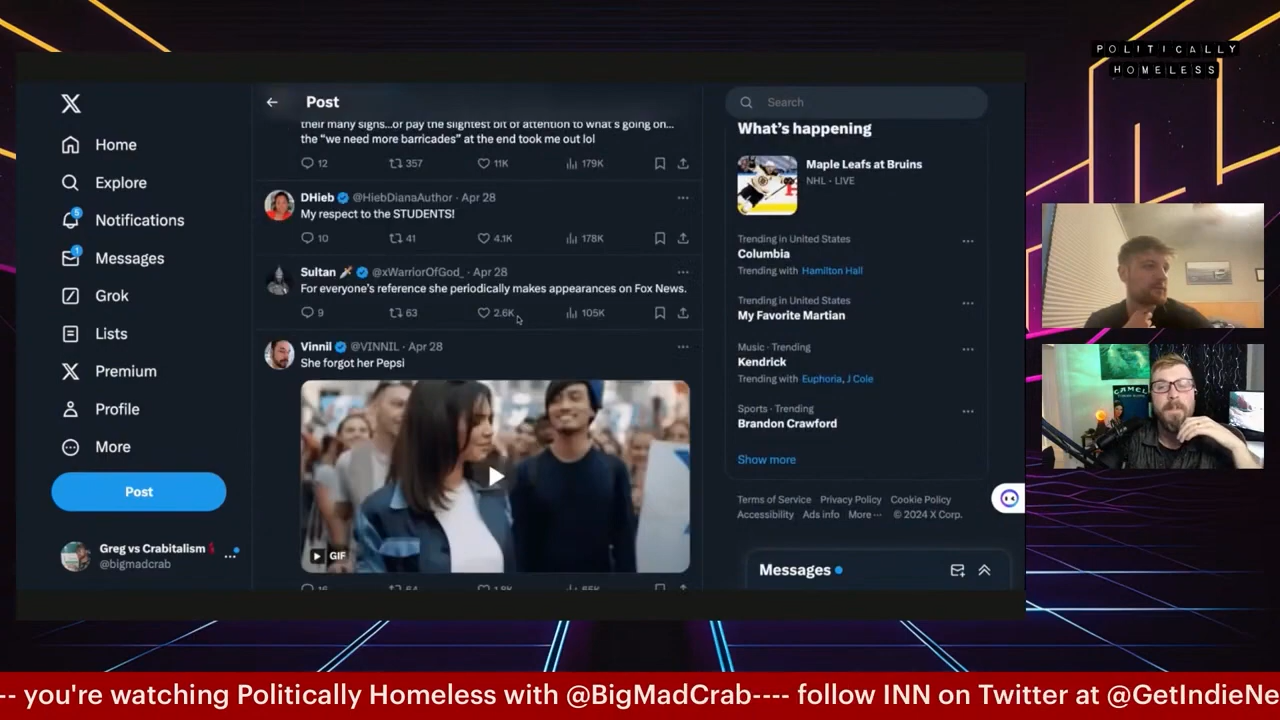 POLITICALLY
HOMELESS
Home
Explore
5
Notifications
1
Messages
Grok
Lists
Premium
Profile
More
Post
Greg vs Crabitalism
@bigmadcrab
Post
their many signs...or pay the slightest bit of attention to what's going on...
the “we need more barricades” at the end took me out lol
12 357 11K 179K
DHieb @HiebDianaAuthor · Apr 28
My respect to the STUDENTS!
10 41 4.1K 178K
Sultan @xWarriorOfGod_ · Apr 28
For everyone's reference she periodically makes appearances on Fox News.
9 63 2.6K 105K
Vinnil @VINNIL · Apr 28
She forgot her Pepsi
GIF
Search
What's happening
Maple Leafs at Bruins
NHL · LIVE
Trending in United States
Columbia
Trending with Hamilton Hall
Trending in United States
My Favorite Martian
Music · Trending
Kendrick
Trending with Euphoria, J Cole
Sports · Trending
Brandon Crawford
Show more
Terms of Service Privacy Policy Cookie Policy
Accessibility Ads info More ··· © 2024 X Corp.
Messages
CAMEL
-- you're watching Politically Homeless with @BigMadCrab---- follow INN on Twitter at @GetIndieNe